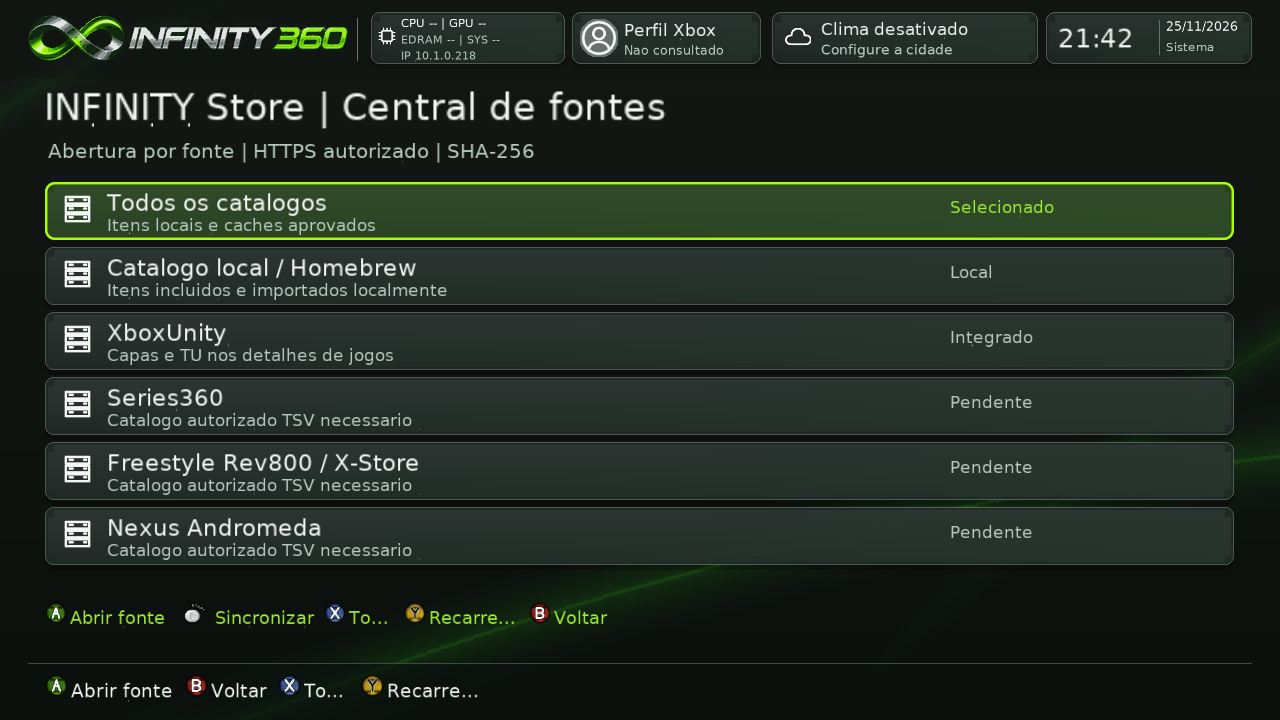 INFINITY 360
CPU -- | GPU --
EDRAM -- | SYS --
IP 10.1.0.218
Perfil Xbox
Nao consultado
Clima desativado
Configure a cidade
21:42
25/11/2026
Sistema
INFINITY Store | Central de fontes
Abertura por fonte | HTTPS autorizado | SHA-256
Todos os catalogos
Selecionado
Itens locais e caches aprovados
Catalogo local / Homebrew
Local
Itens incluidos e importados localmente
XboxUnity
Integrado
Capas e TU nos detalhes de jogos
Series360
Pendente
Catalogo autorizado TSV necessario
Freestyle Rev800 / X-Store
Pendente
Catalogo autorizado TSV necessario
Nexus Andromeda
Pendente
Catalogo autorizado TSV necessario
A Abrir fonte Sincronizar X To... Y Recarre... B Voltar
A Abrir fonte B Voltar X To... Y Recarre...